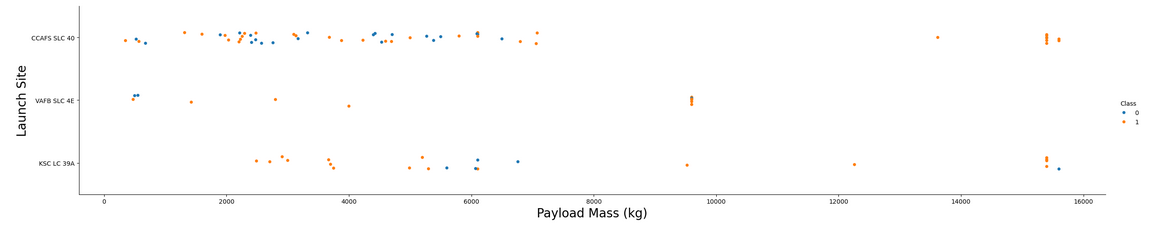 CCAFS SLC 40
VAFB SLC 4E
KSC LC 39A
Launch Site
0 2000 4000 6000 8000 10000 12000 14000 16000
Payload Mass (kg)
Class
0
1